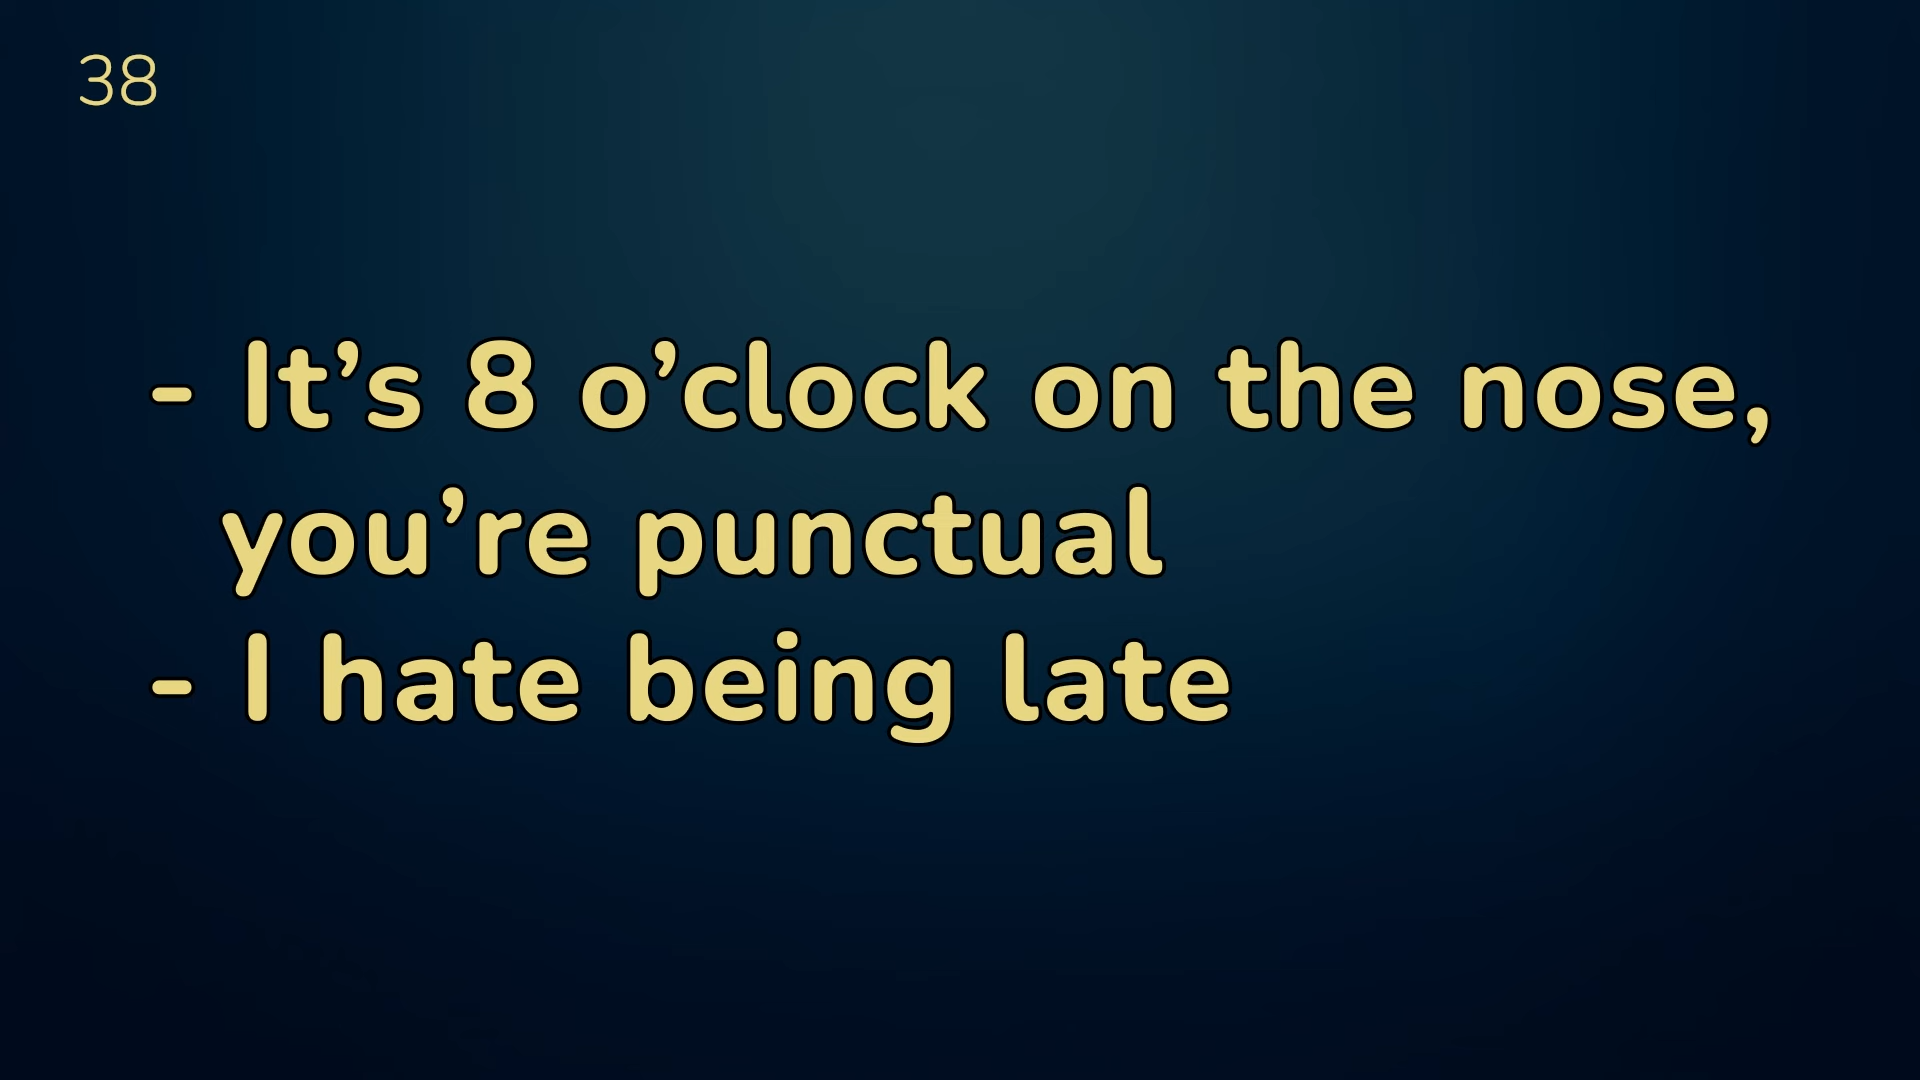 38
- It’s 8 o’clock on the nose,
you’re punctual
- I hate being late